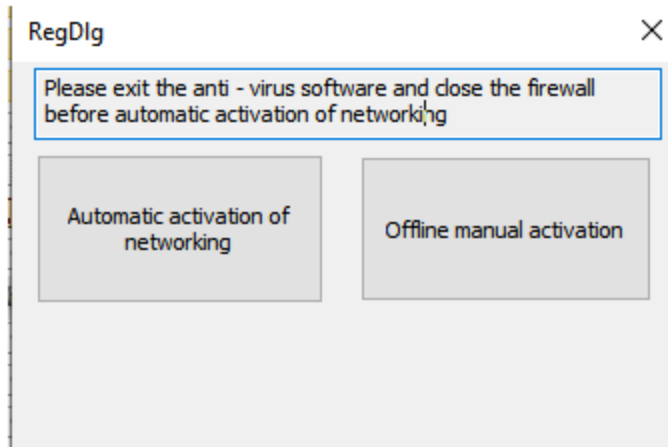 RegDlg
Please exit the anti - virus software and close the firewall
before automatic activation of networking
Automatic activation of
networking
Offline manual activation